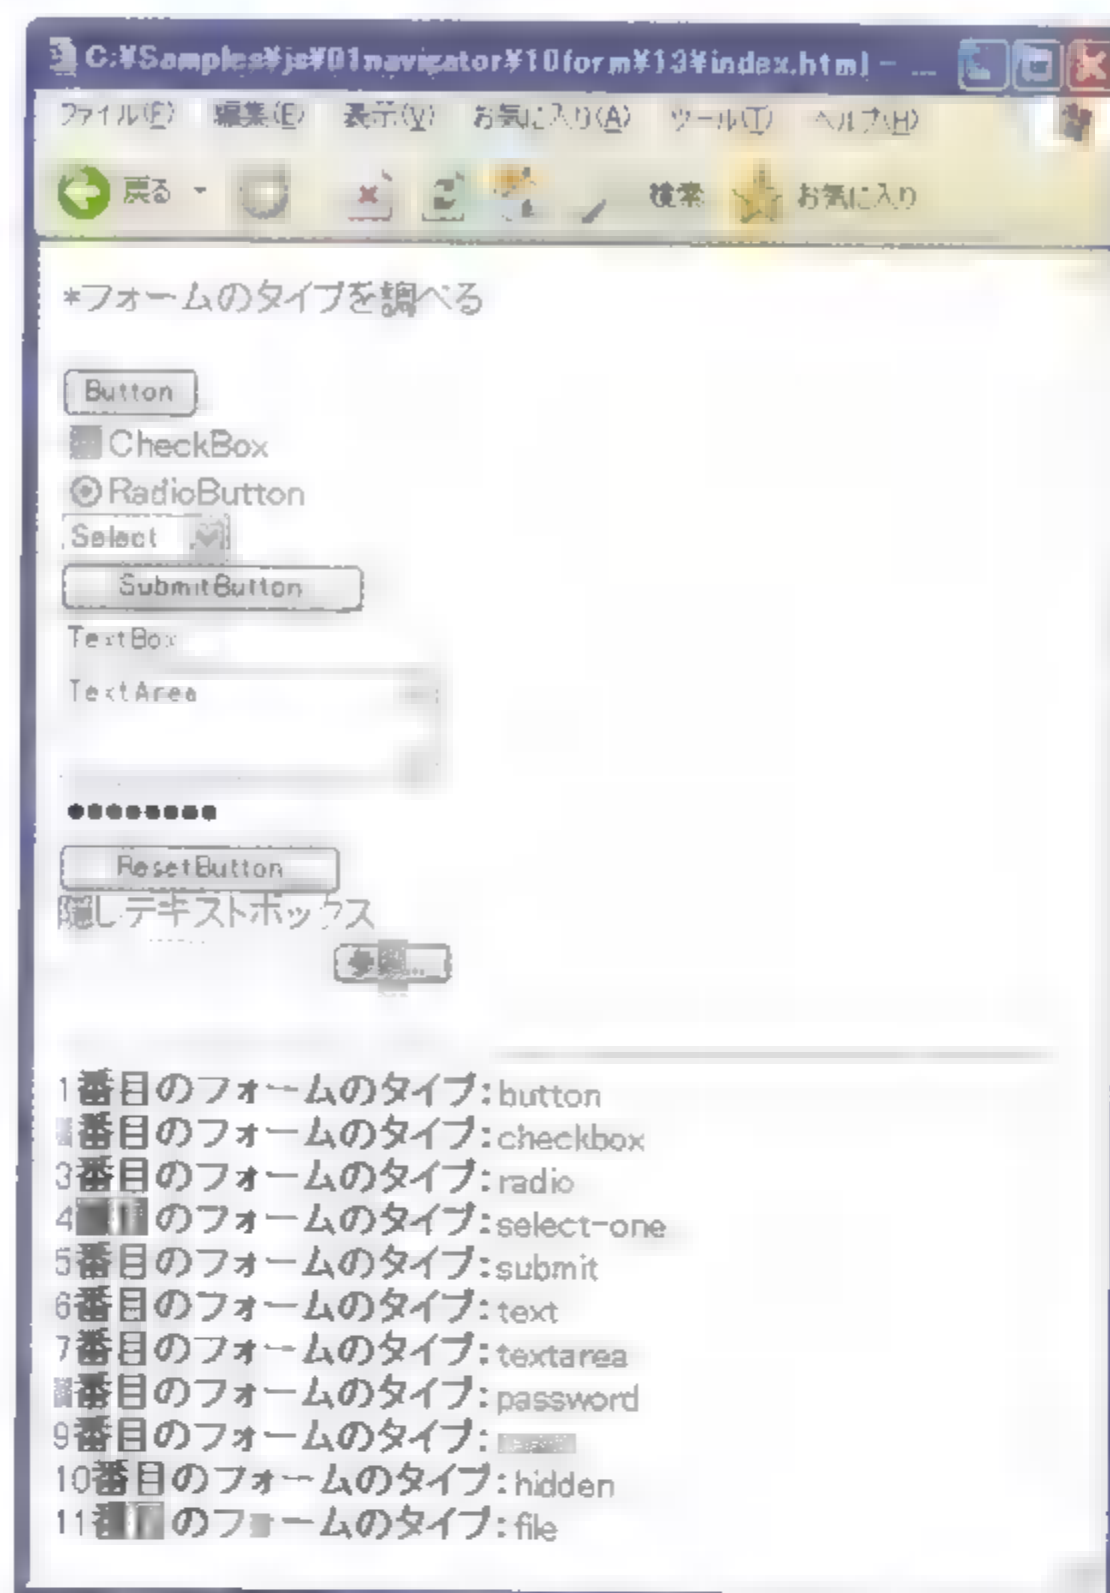 C:¥Samples¥js¥01navigator¥10form¥13¥index.html - ...
ファイル(F) 編集(E) 表示(V) お気に入り(A) ツール(T) ヘルプ(H)
戻る 検索 お気に入り
*フォームのタイプを調べる
Button
CheckBox
RadioButton
Select
SubmitButton
TextBox
TextArea
●●●●●●●●
ResetButton
隠しテキストボックス
参照...
1番目のフォームのタイプ:button
番目のフォームのタイプ:checkbox
3番目のフォームのタイプ:radio
4 のフォームのタイプ:select-one
5番目のフォームのタイプ:submit
6番目のフォームのタイプ:text
7番目のフォームのタイプ:textarea
番目のフォームのタイプ:password
9番目のフォームのタイプ:
10番目のフォームのタイプ:hidden
11番 のフォームのタイプ:file